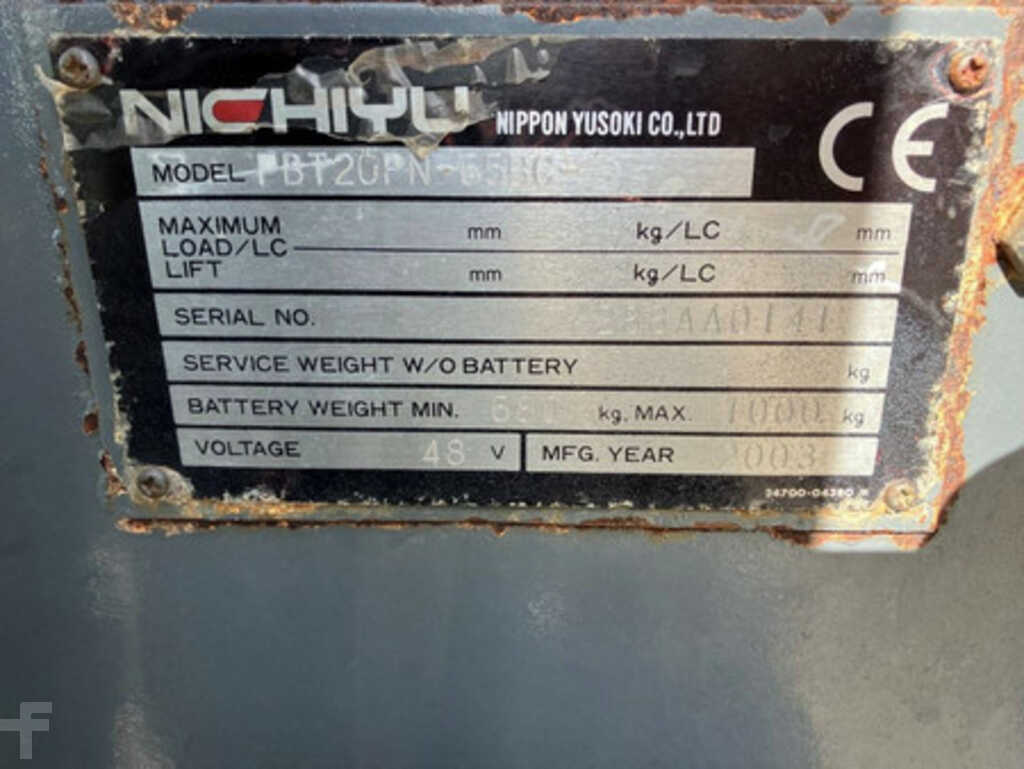 NICHIYU NIPPON YUSOKI CO.,LTD
CE
MODEL
MAXIMUM LOAD/LC mm kg/LC mm
LIFT mm kg/LC mm
SERIAL NO.
SERVICE WEIGHT W/O BATTERY kg
BATTERY WEIGHT MIN. kg. MAX. 1000 kg
VOLTAGE 48 V MFG. YEAR 2003